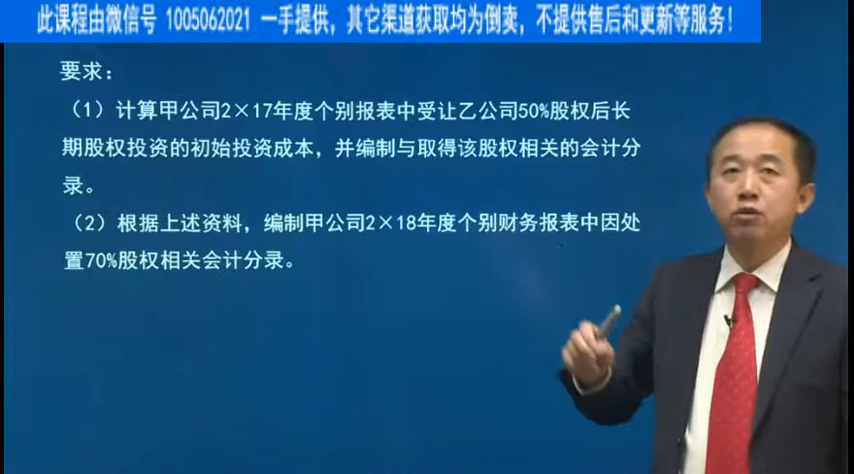 此课程由微信号 1005062021 一手提供，其它渠道获取均为倒卖，不提供售后和更新等服务！
要求：
（1）计算甲公司2×17年度个别报表中受让乙公司50%股权后长
期股权投资的初始投资成本，并编制与取得该股权相关的会计分
录。
（2）根据上述资料，编制甲公司2×18年度个别财务报表中因处
置70%股权相关会计分录。